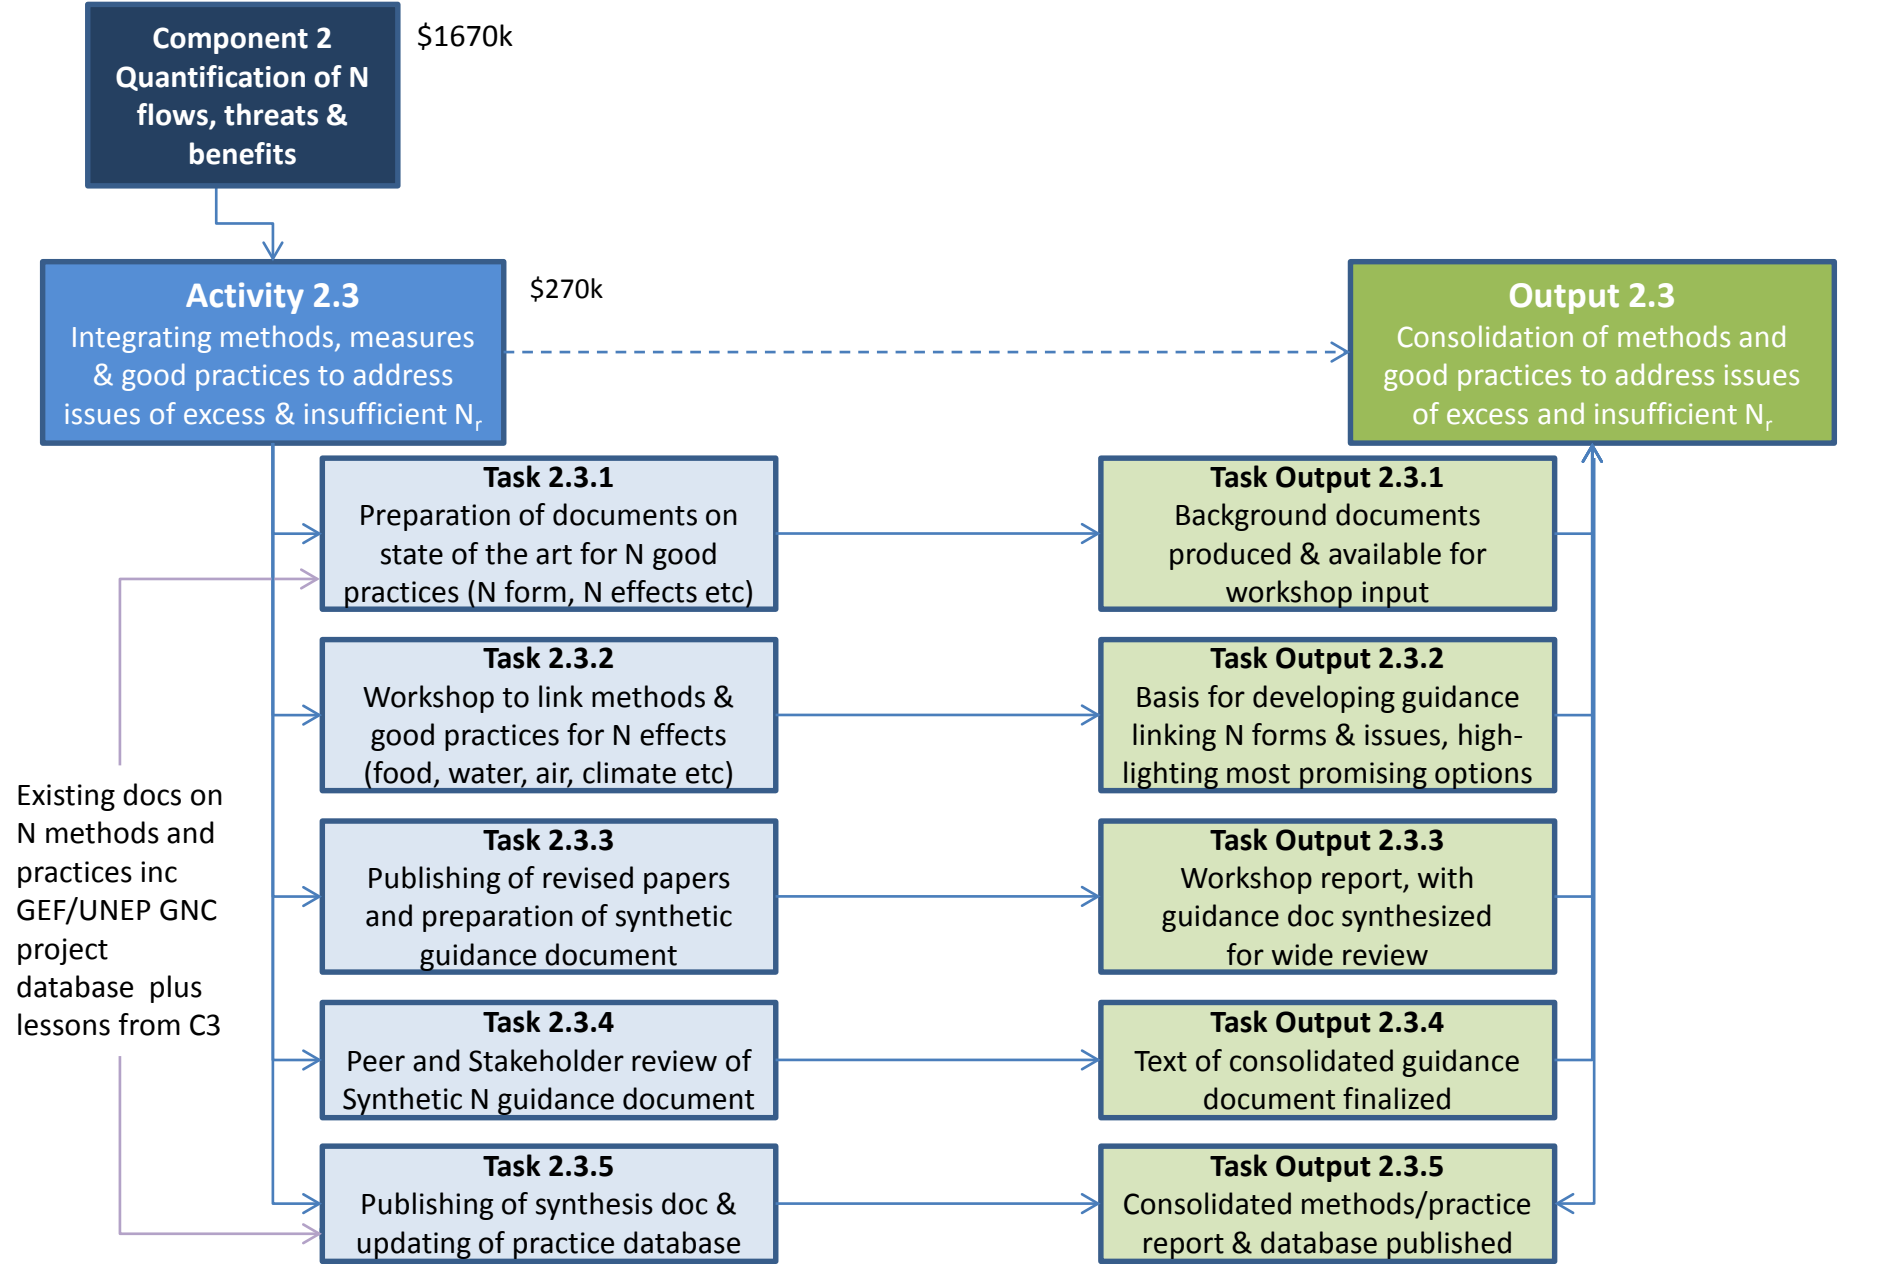 Component 2
Quantification of N
flows, threats &
benefits
$1670k
Activity 2.3
Integrating methods, measures
& good practices to address
issues of excess & insufficient Nr
$270k
Output 2.3
Consolidation of methods and
good practices to address issues
of excess and insufficient Nr
Task 2.3.1
Preparation of documents on
state of the art for N good
practices (N form, N effects etc)
Task Output 2.3.1
Background documents
produced & available for
workshop input
Task 2.3.2
Workshop to link methods &
good practices for N effects
(food, water, air, climate etc)
Task Output 2.3.2
Basis for developing guidance
linking N forms & issues, high-
lighting most promising options
Existing docs on
N methods and
practices inc
GEF/UNEP GNC
project
database plus
lessons from C3
Task 2.3.3
Publishing of revised papers
and preparation of synthetic
guidance document
Task Output 2.3.3
Workshop report, with
guidance doc synthesized
for wide review
Task 2.3.4
Peer and Stakeholder review of
Synthetic N guidance document
Task Output 2.3.4
Text of consolidated guidance
document finalized
Task 2.3.5
Publishing of synthesis doc &
updating of practice database
Task Output 2.3.5
Consolidated methods/practice
report & database published